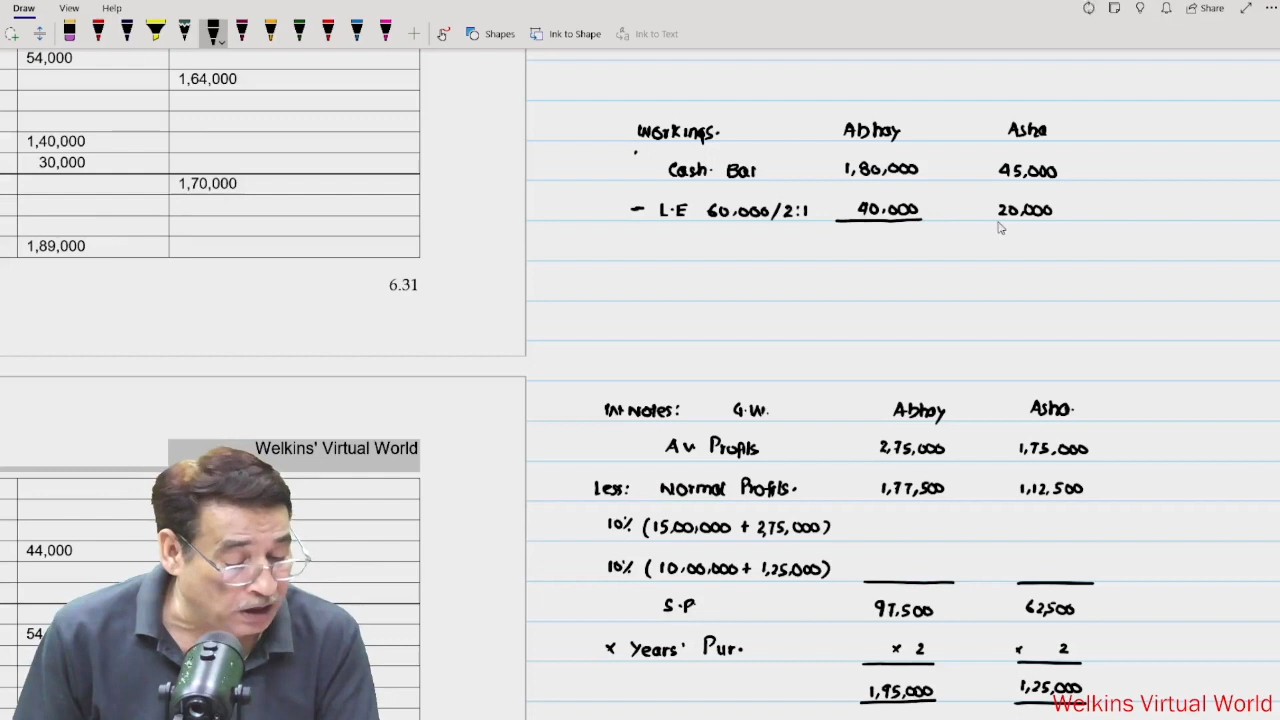 Draw View Help Share
Shapes Ink to Shape Ink to Text
54,000
1,64,000
1,40,000
30,000
1,70,000
1,89,000
6.31
Workings. Abhay Asha
Cash. Bar 1,80,000 45,000
- L.E 60,000/2:1 40,000 20,000
Welkins' Virtual World
44,000
54
Int Notes: G.W. Abhay Asha.
Av Profits 2,75,000 1,75,000
Less: Normal Profits. 1,77,500 1,12,500
10% (15,00,000 + 2,75,000)
10% (10,00,000 + 1,25,000)
S.P 97,500 62,500
x Years' Pur. x 2 x 2
1,95,000 1,25,000
Welkins Virtual World